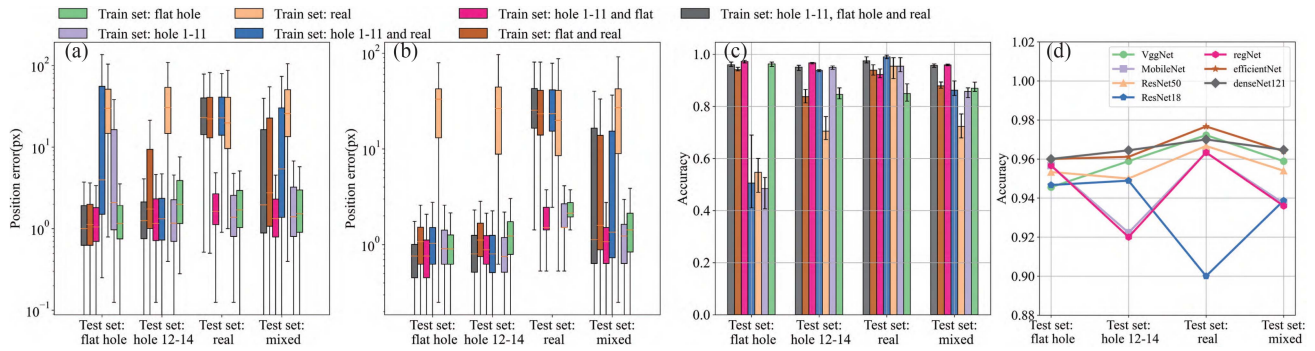 Train set: flat hole
Train set: real
Train set: hole 1-11 and flat
Train set: hole 1-11, flat hole and real
Train set: hole 1-11
Train set: hole 1-11 and real
Train set: flat and real
(a)
Position error(px)
10²
10¹
10⁰
10⁻¹
Test set:
flat hole
Test set:
hole 12-14
Test set:
real
Test set:
mixed
(b)
Position error(px)
10²
10¹
10⁰
Test set:
flat hole
Test set:
hole 12-14
Test set:
real
Test set:
mixed
(c)
Accuracy
1.0
0.8
0.6
0.4
0.2
0.0
Test set:
flat hole
Test set:
hole 12-14
Test set:
real
Test set:
mixed
(d)
Accuracy
1.02
1.00
0.98
0.96
0.94
0.92
0.90
0.88
VggNet
MobileNet
ResNet50
ResNet18
regNet
efficientNet
denseNet121
Test set:
flat hole
Test set:
hole 12-14
Test set:
real
Test set:
mixed